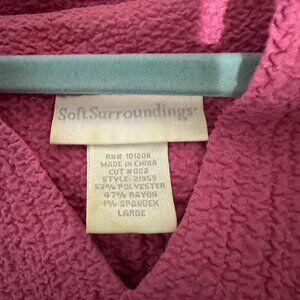 Soft Surroundings
RN# 101206
MADE IN CHINA
CUT #002
STYLE: 21959
52% POLYESTER
47% RAYON
1% SPANDEX
LARGE